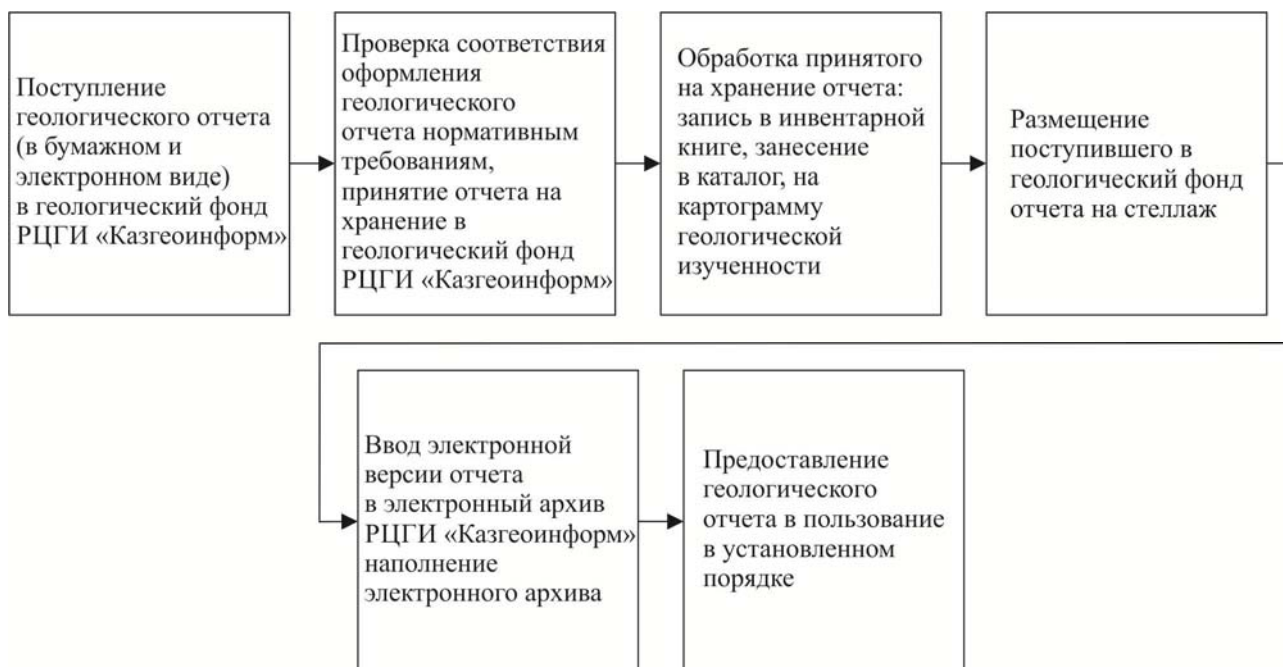 Поступление
геологического отчета
(в бумажном и
электронном виде)
в геологический фонд
РЦГИ «Казгеоинформ»
Проверка соответствия
оформления
геологического
отчета нормативным
требованиям,
принятие отчета на
хранение в
геологический фонд
РЦГИ «Казгеоинформ»
Обработка принятого
на хранение отчета:
запись в инвентарной
книге, занесение
в каталог, на
картограмму
геологической
изученности
Размещение
поступившего в
геологический фонд
отчета на стеллаж
Ввод электронной
версии отчета
в электронный архив
РЦГИ «Казгеоинформ»
наполнение
электронного архива
Предоставление
геологического
отчета в пользование
в установленном
порядке